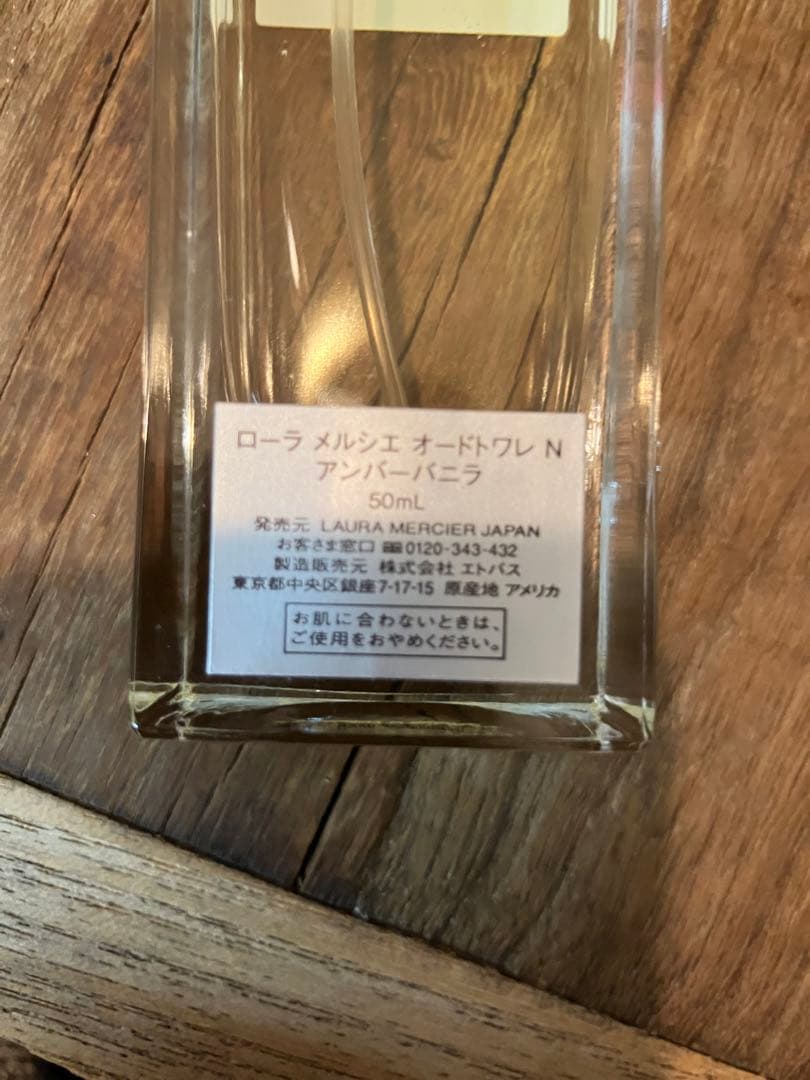 ローラ メルシエ オードトワレ N
アンバーバニラ
50mL
発売元 LAURA MERCIER JAPAN
お客さま窓口 0120-343-432
製造販売元 株式会社 エトバス
東京都中央区銀座7-17-15 原産地 アメリカ
お肌に合わないときは、
ご使用をおやめください。